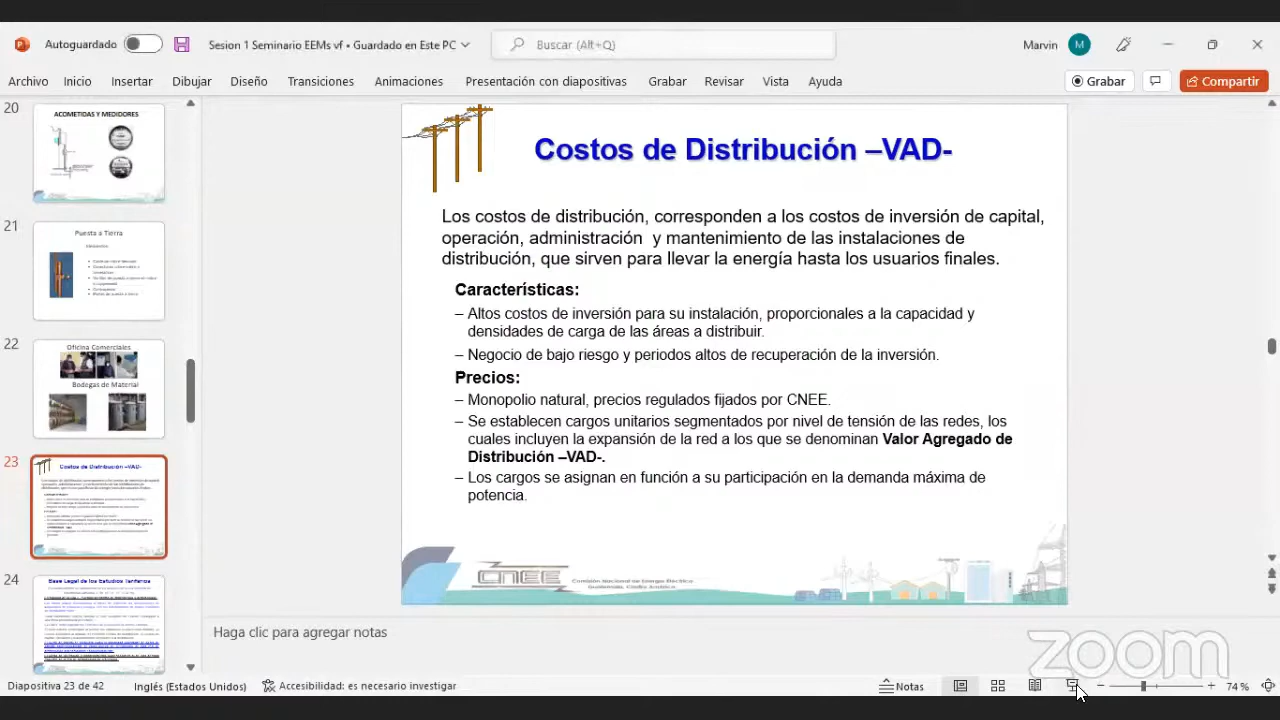 Autoguardado
Sesion 1 Seminario EEMs vf • Guardado en Este PC
Buscar (Alt+Q)
Marvin
M
Archivo Inicio Insertar Dibujar Diseño Transiciones Animaciones Presentación con diapositivas Grabar Revisar Vista Ayuda
Grabar
Compartir
20
ACOMETIDAS Y MEDIDORES
21
Puesta a Tierra
22
Oficina Comerciales
Bodegas de Material
23
Costos de Distribución –VAD-
24
Base Legal de los Estudios Tarifarios
Costos de Distribución –VAD-
Los costos de distribución, corresponden a los costos de inversión de capital,
operación, administración y mantenimiento de las instalaciones de
distribución, que sirven para llevar la energía hasta los usuarios finales.
Características:
– Altos costos de inversión para su instalación, proporcionales a la capacidad y
densidades de carga de las áreas a distribuir.
– Negocio de bajo riesgo y periodos altos de recuperación de la inversión.
Precios:
– Monopolio natural, precios regulados fijados por CNEE.
– Se establecen cargos unitarios segmentados por nivel de tensión de las redes, los
cuales incluyen la expansión de la red a los que se denominan Valor Agregado de
Distribución –VAD-.
– Los cargos se asignan en función a su participación en la demanda máxima de
potencia.
CNEE
Comisión Nacional de Energía Eléctrica
Haga clic para agregar notas
zoom
Diapositiva 23 de 42
Inglés (Estados Unidos)
Accesibilidad: es necesario investigar
Notas
74 %